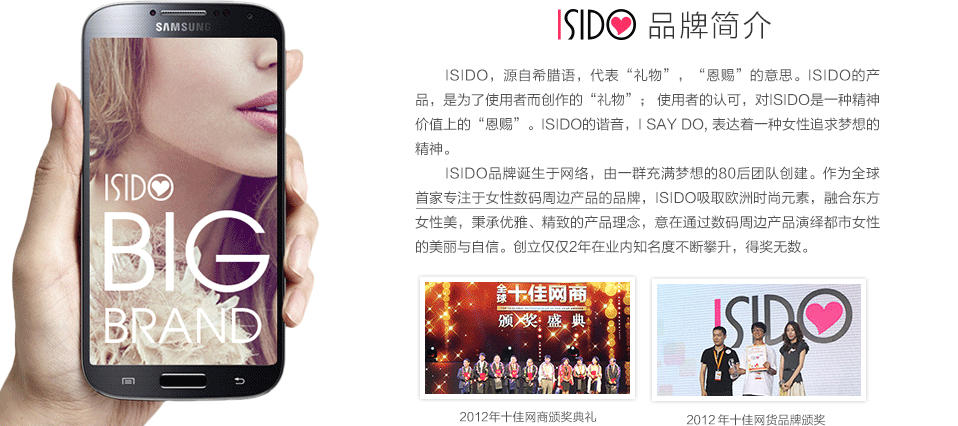 SAMSUNG
ISIDO
BIG
BRAND
ISIDO 品牌简介
ISIDO，源自希腊语，代表“礼物”，“恩赐”的意思。ISIDO的产
品，是为了使用者而创作的“礼物”； 使用者的认可，对ISIDO是一种精神
价值上的“恩赐”。ISIDO的谐音，I SAY DO, 表达着一种女性追求梦想的
精神。
ISIDO品牌诞生于网络，由一群充满梦想的80后团队创建。作为全球
首家专注于女性数码周边产品的品牌，ISIDO吸取欧洲时尚元素，融合东方
女性美，秉承优雅、精致的产品理念，意在通过数码周边产品演绎都市女性
的美丽与自信。创立仅仅2年在业内知名度不断攀升，得奖无数。
全球十佳网商
颁奖盛典
ISIDO
2012年十佳网商颁奖典礼
2012 年十佳网货品牌颁奖